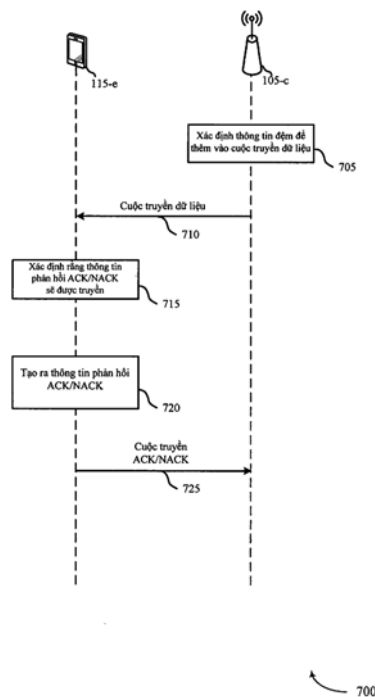 115-e
105-c
Xác định thông tin đệm để
thêm vào cuộc truyền dữ liệu
705
Cuộc truyền dữ liệu
710
Xác định rằng thông tin
phản hồi ACK/NACK
sẽ được truyền
715
Tạo ra thông tin phản hồi
ACK/NACK
720
Cuộc truyền
ACK/NACK
725
700